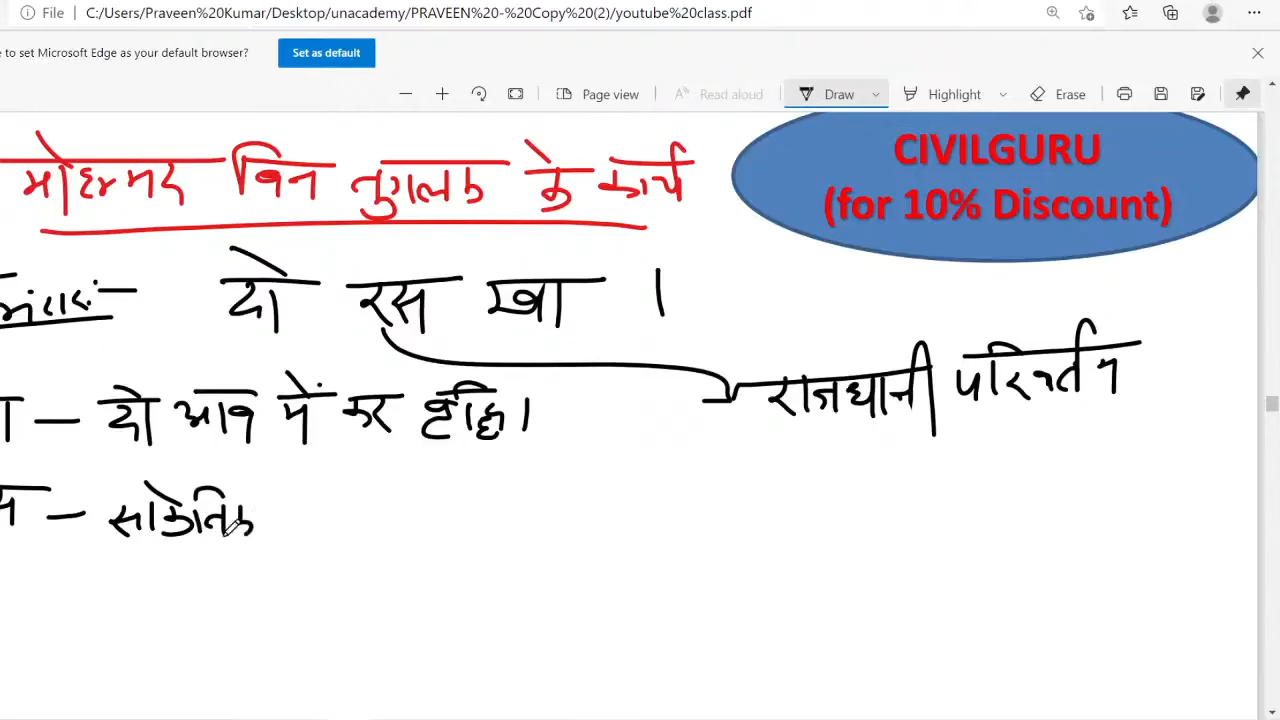 File | C:/Users/Praveen%20Kumar/Desktop/unacademy/PRAVEEN%20-%20Copy%20(2)/youtube%20class.pdf
e to set Microsoft Edge as your default browser? Set as default
Page view Read aloud Draw Highlight Erase
मोहम्मद बिन तुगलक के कार्य
CIVILGURU
(for 10% Discount)
दो रस खा ।
राजधानी परिवर्तन
ा - दो आब में कर वृद्धि।
स - सांकेतिक